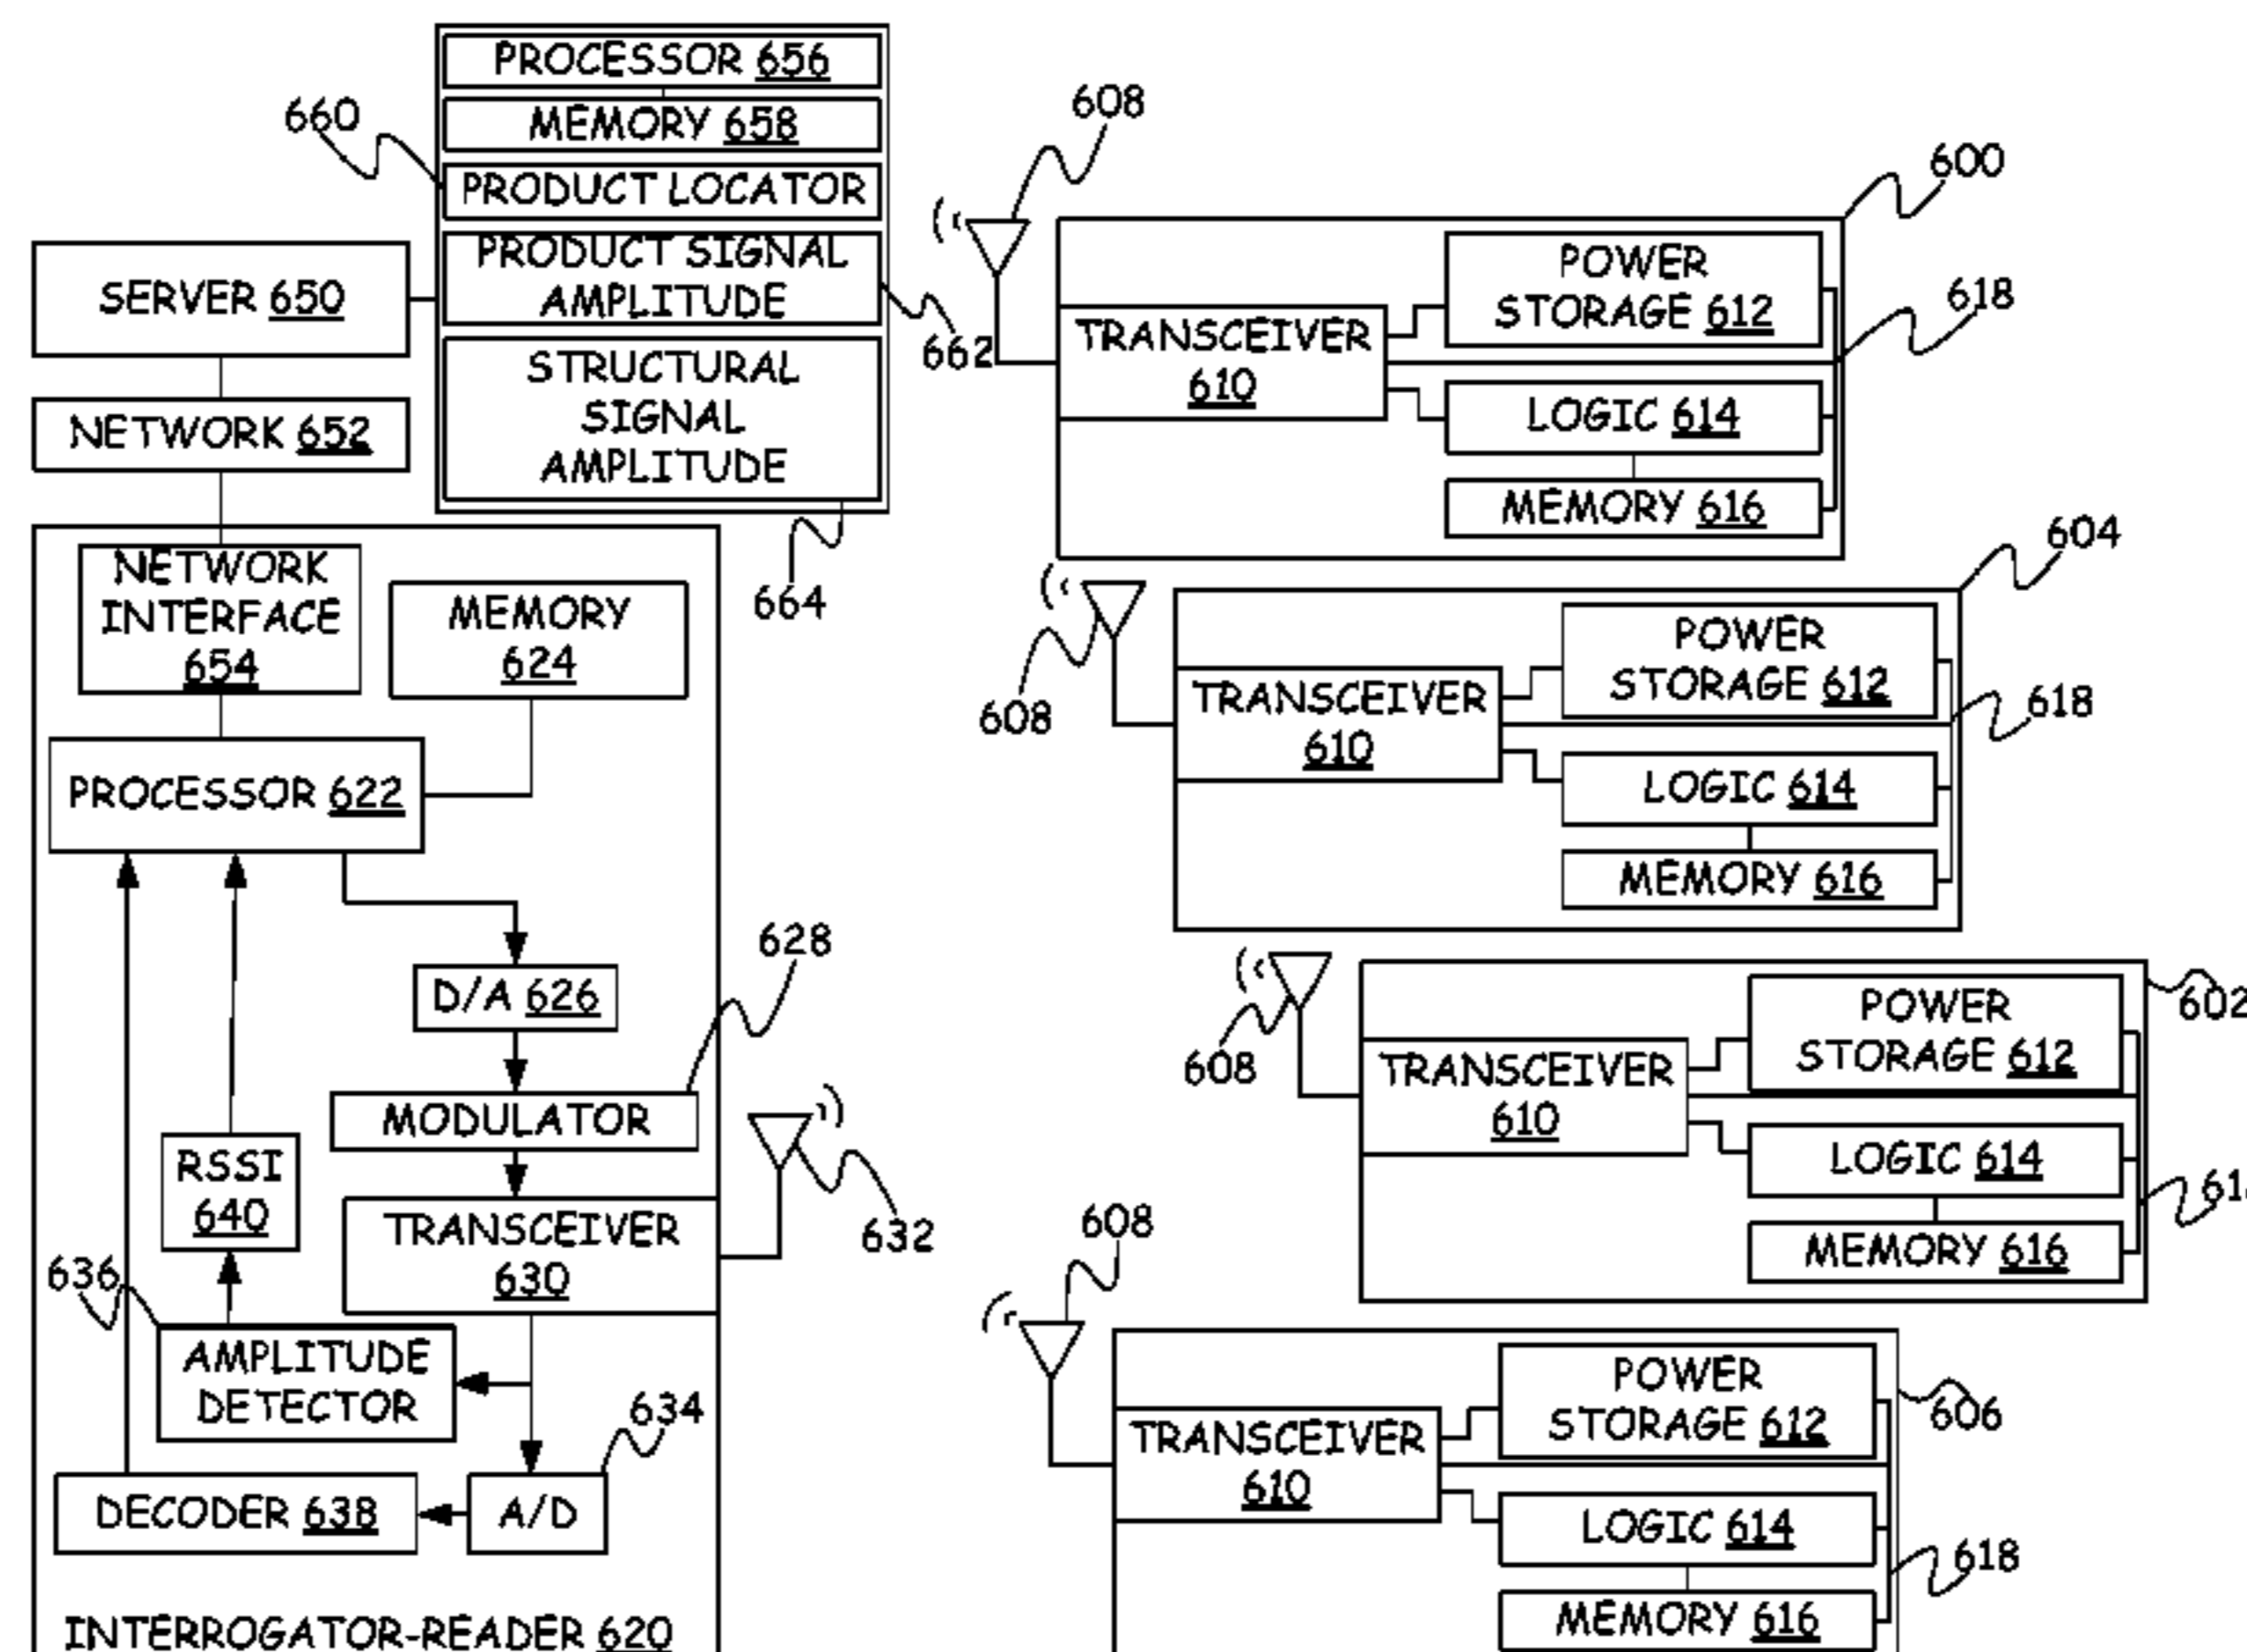 PROCESSOR 656
MEMORY 658
660
PRODUCT LOCATOR
PRODUCT SIGNAL
AMPLITUDE
662
STRUCTURAL
SIGNAL
AMPLITUDE
664
SERVER 650
NETWORK 652
NETWORK
INTERFACE
654
MEMORY
624
PROCESSOR 622
D/A 626
628
MODULATOR
RSSI
640
TRANSCEIVER
630
632
636
AMPLITUDE
DETECTOR
634
DECODER 638
A/D
INTERROGATOR-READER 620
608
600
POWER
STORAGE 612
618
TRANSCEIVER
610
LOGIC 614
MEMORY 616
604
608
POWER
STORAGE 612
618
TRANSCEIVER
610
LOGIC 614
MEMORY 616
602
608
POWER
STORAGE 612
TRANSCEIVER
610
LOGIC 614
MEMORY 616
608
606
POWER
STORAGE 612
TRANSCEIVER
610
LOGIC 614
618
MEMORY 616